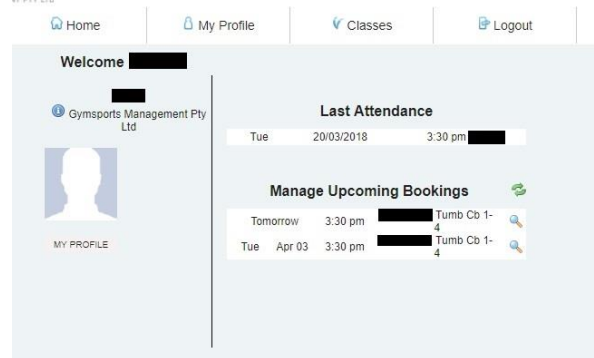 Home My Profile Classes Logout
Welcome
Gymsports Management Pty
Ltd
MY PROFILE
Last Attendance
Tue 20/03/2018 3:30 pm
Manage Upcoming Bookings
Tomorrow 3:30 pm Tumb Cb 1-
4
Tue Apr 03 3:30 pm Tumb Cb 1-
4